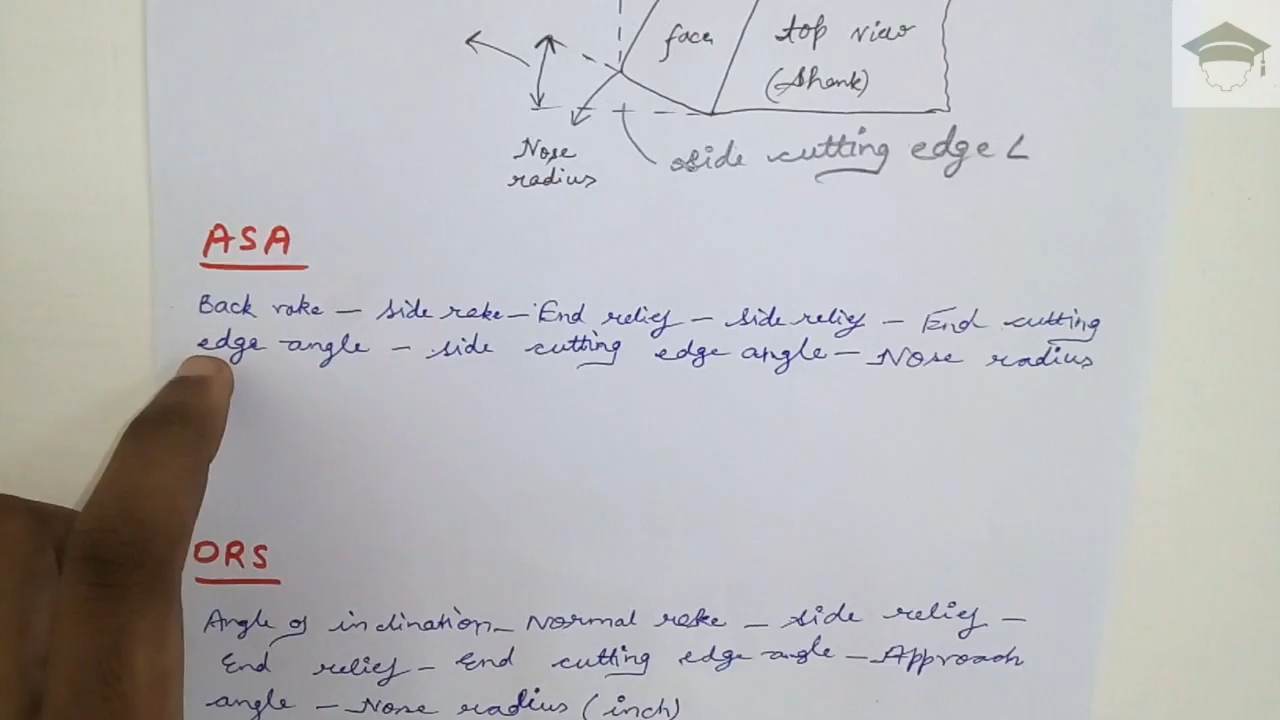 face
top view
(Shank)
Nose
radius
side cutting edge ∠
ASA
Back rake – Side rake – End relief – side relief – End cutting
edge angle – side cutting edge angle – Nose radius
ORS
Angle of inclination – Normal rake – side relief –
End relief – End cutting edge angle – Approach
angle – Nose radius (inch)